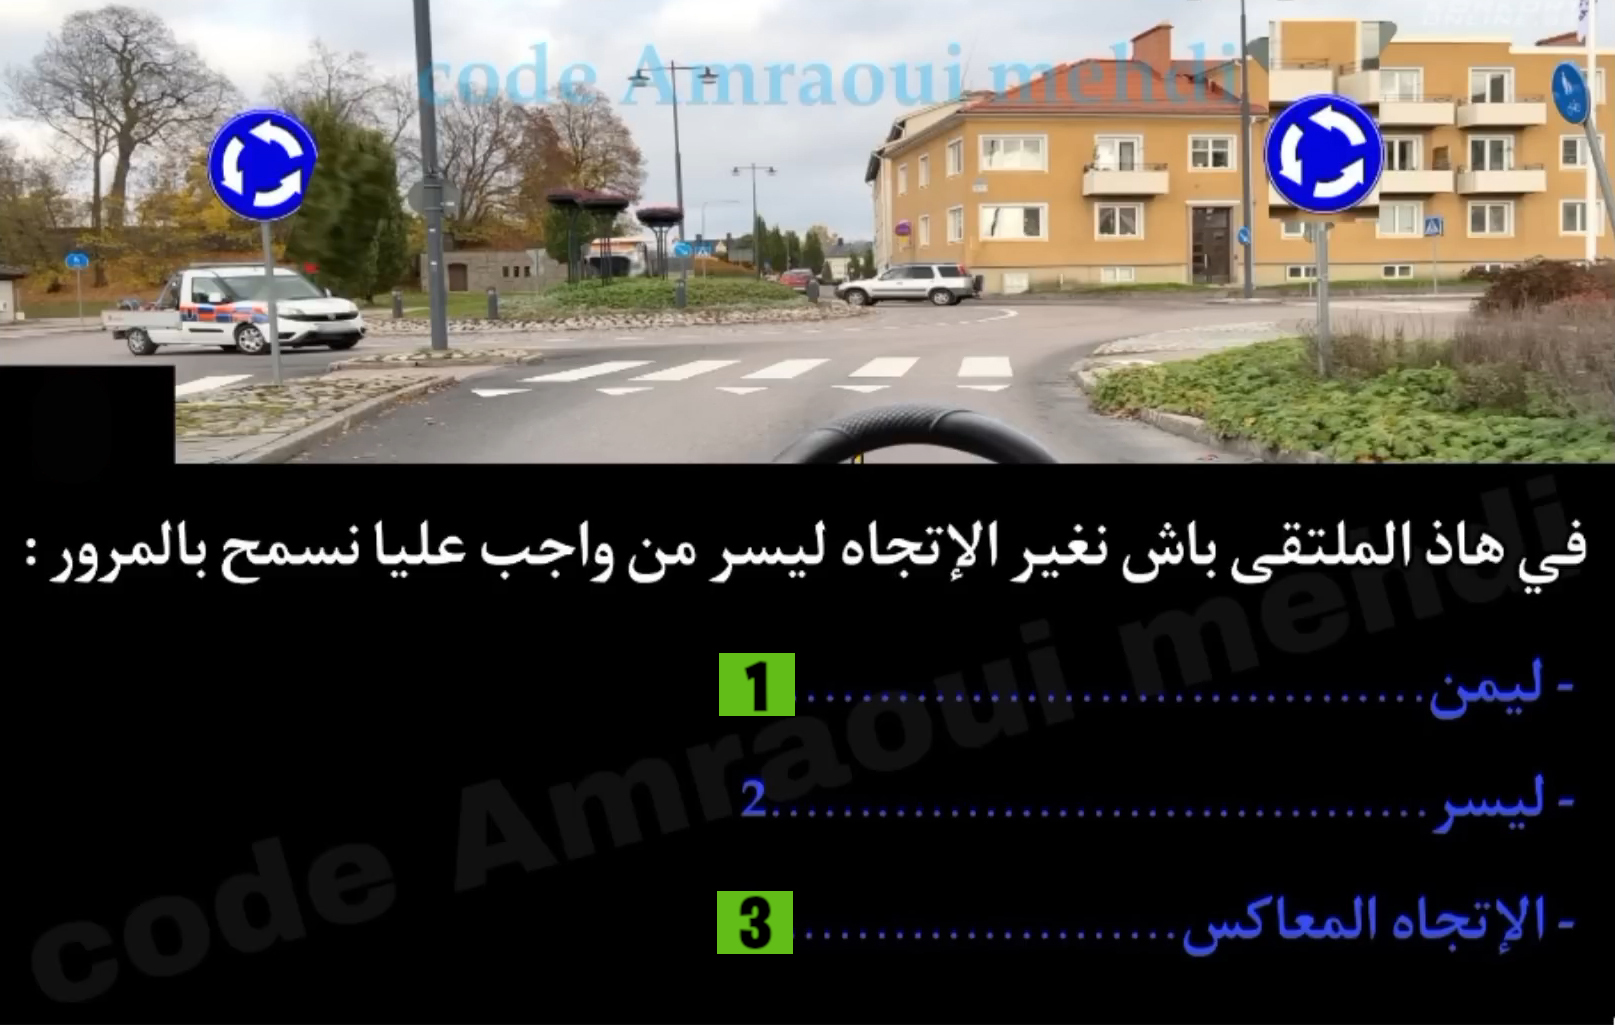 code Amraoui mehdi
في هاذ الملتقى باش نغير الإتجاه ليسر من واجب عليا نسمح بالمرور :
- ليمن......................................1
- ليسر......................................2
- الإتجاه المعاكس......................3
code Amraoui mehdi